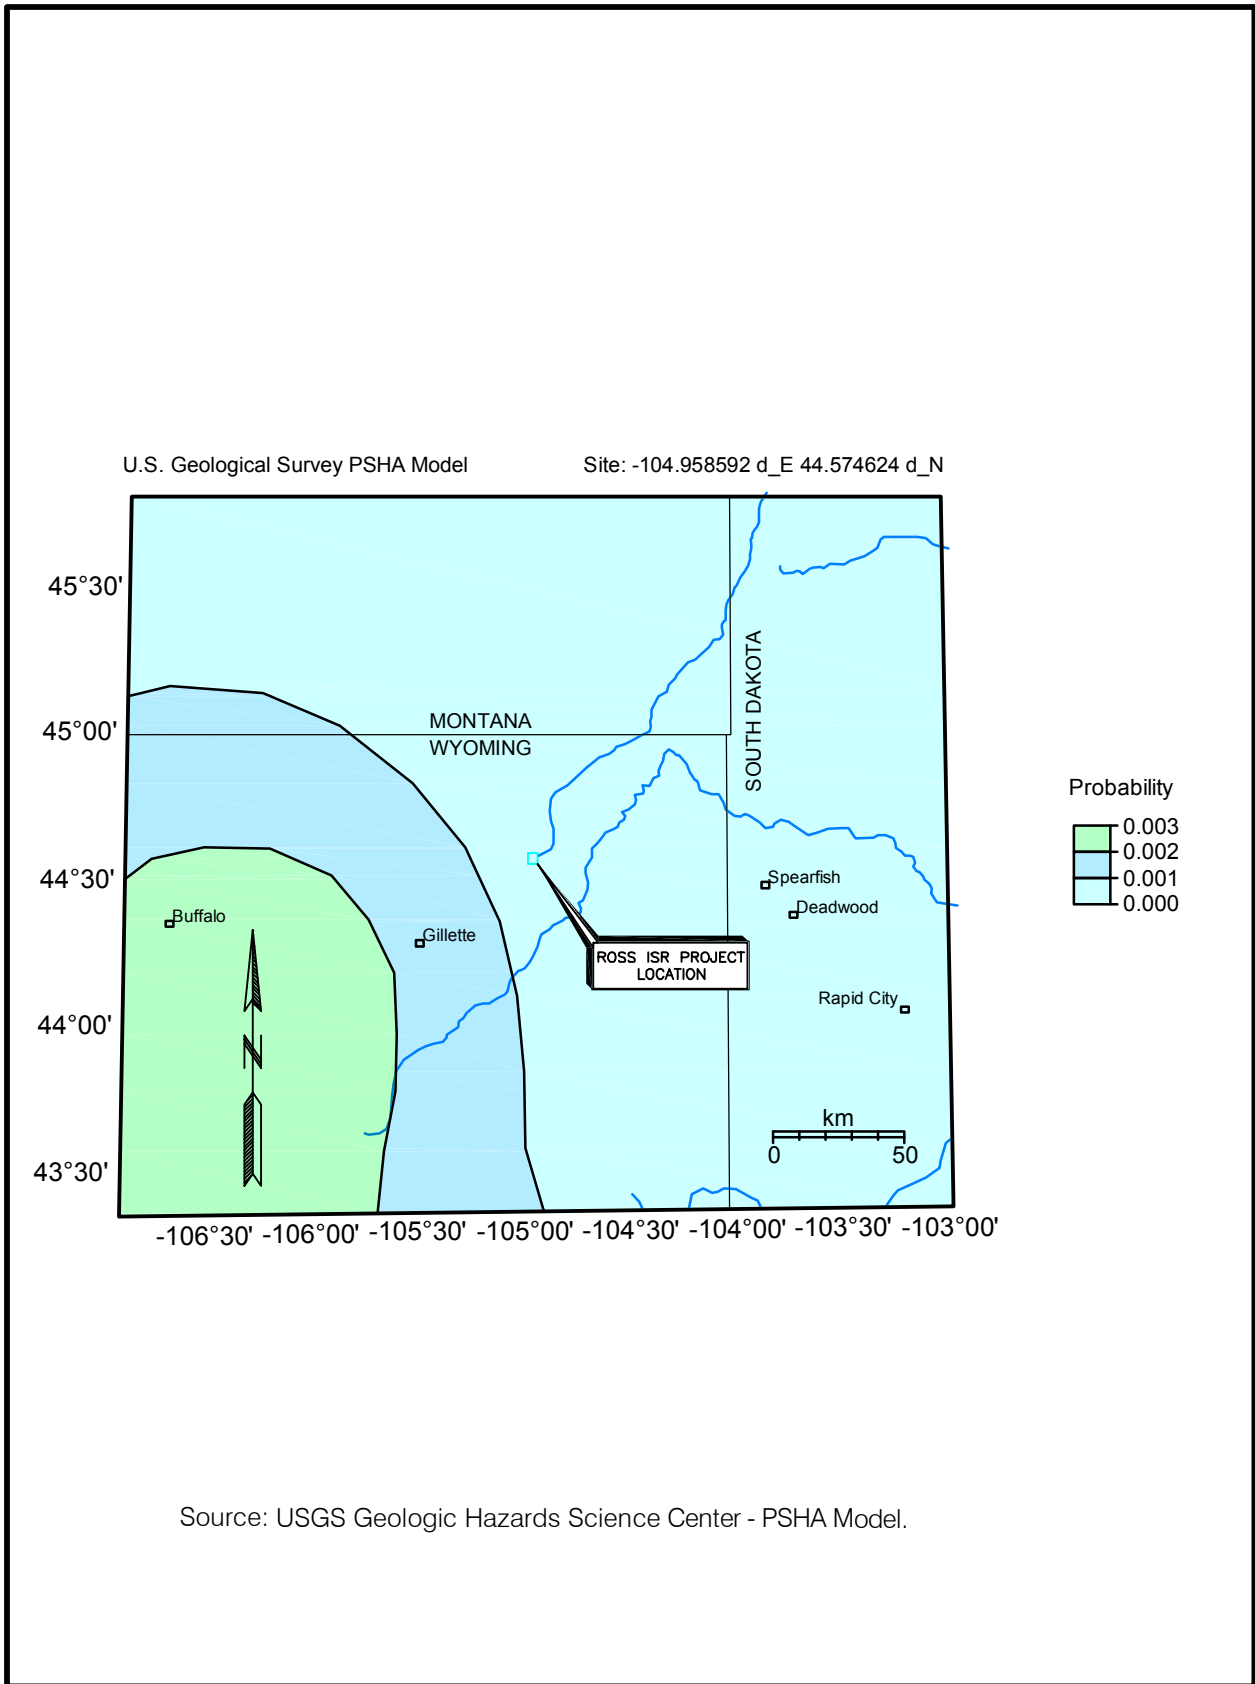 U.S. Geological Survey PSHA Model
Site: -104.958592 d_E 44.574624 d_N
45°30'
45°00'
44°30'
44°00'
43°30'
MONTANA
WYOMING
SOUTH DAKOTA
Buffalo
Gillette
Spearfish
Deadwood
Rapid City
ROSS ISR PROJECT
LOCATION
N
km
0 50
-106°30' -106°00' -105°30' -105°00' -104°30' -104°00' -103°30' -103°00'
Probability
0.003
0.002
0.001
0.000
Source: USGS Geologic Hazards Science Center - PSHA Model.